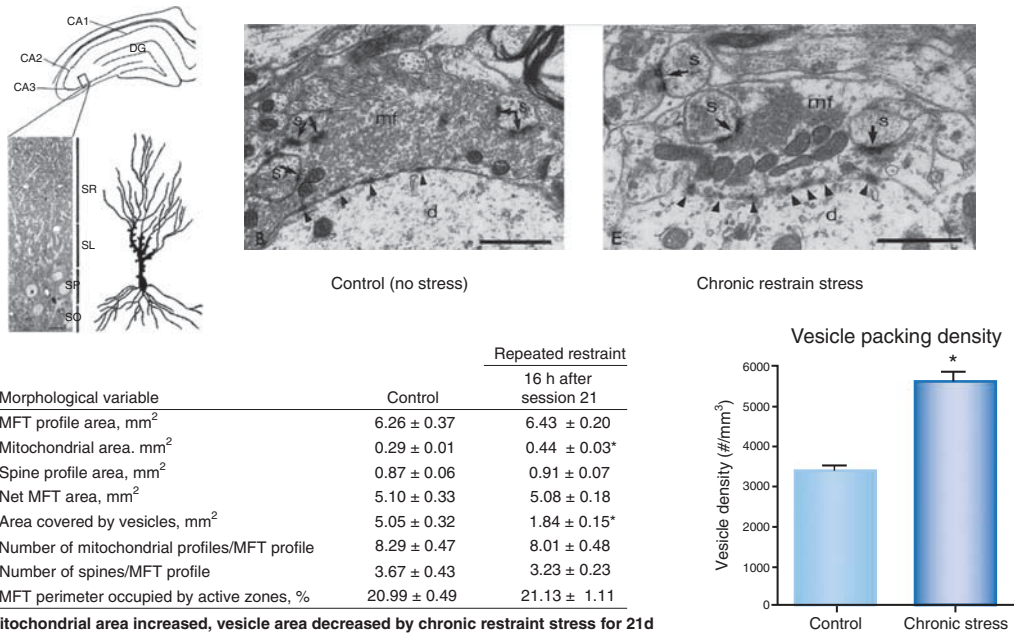 CA1
CA2
DG
CA3
SR
SL
SP
SO
s
mf
s
s
d
B
s
s
mf
s
d
E
Control (no stress)
Chronic restrain stress
Repeated restraint
Morphological variable Control 16 h after session 21
MFT profile area, mm² 6.26 ± 0.37 6.43 ± 0.20
Mitochondrial area. mm² 0.29 ± 0.01 0.44 ± 0.03*
Spine profile area, mm² 0.87 ± 0.06 0.91 ± 0.07
Net MFT area, mm² 5.10 ± 0.33 5.08 ± 0.18
Area covered by vesicles, mm² 5.05 ± 0.32 1.84 ± 0.15*
Number of mitochondrial profiles/MFT profile 8.29 ± 0.47 8.01 ± 0.48
Number of spines/MFT profile 3.67 ± 0.43 3.23 ± 0.23
MFT perimeter occupied by active zones, % 20.99 ± 0.49 21.13 ± 1.11
itochondrial area increased, vesicle area decreased by chronic restraint stress for 21d
Vesicle packing density
*
Vesicle density (#/mm³)
6000
5000
4000
3000
2000
1000
0
Control
Chronic stress